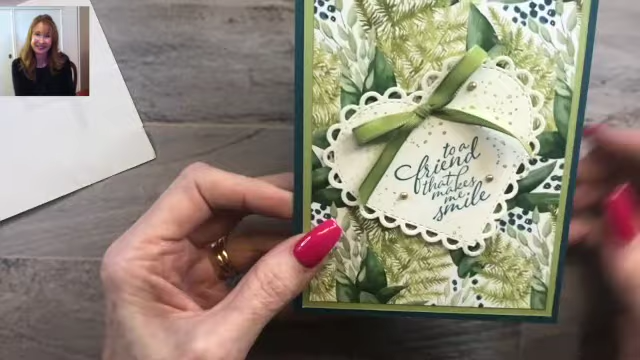 to a
friend
that
makes
me
smile